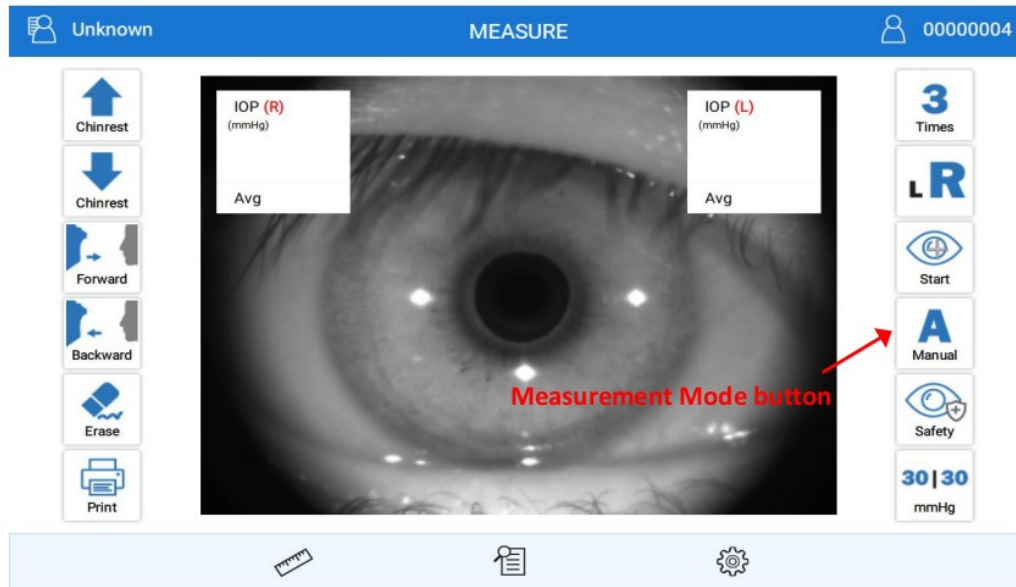 Unknown
MEASURE
00000004
Chinrest
Chinrest
Forward
Backward
Erase
Print
IOP (R)
(mmHg)
Avg
IOP (L)
(mmHg)
Avg
Measurement Mode button
3
Times
L R
Start
A
Manual
Safety
30|30
mmHg